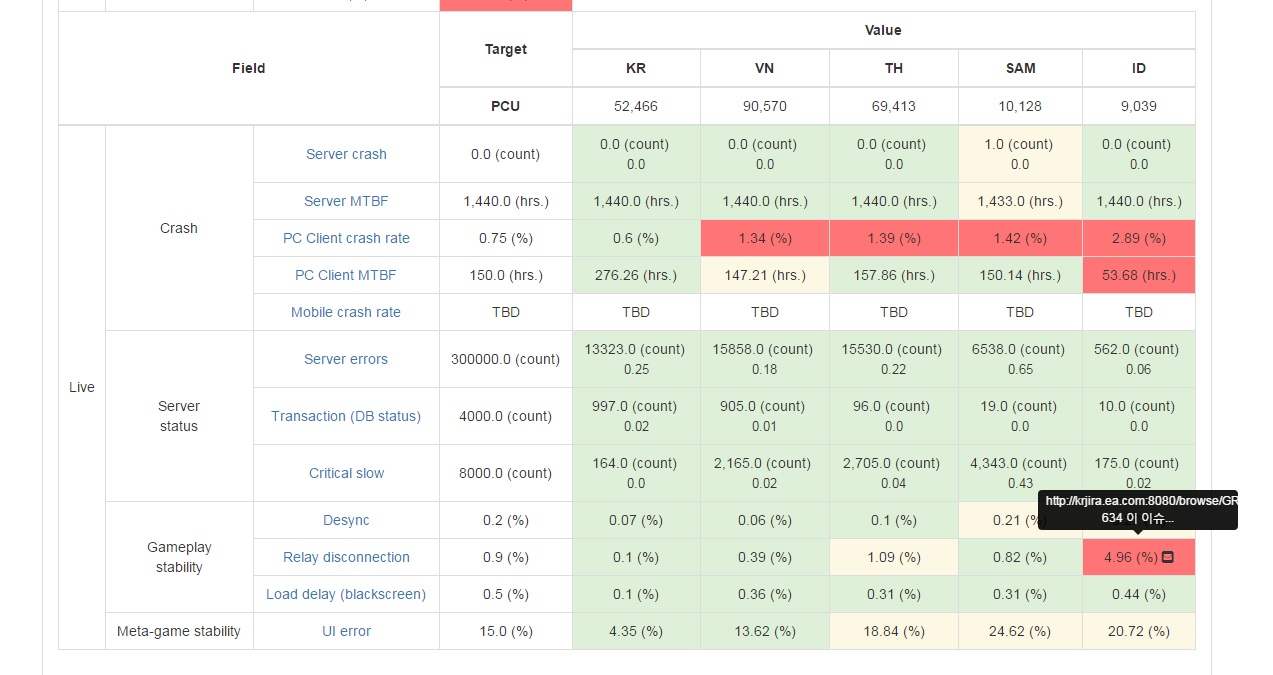 Value
Field Target
KR VN TH SAM ID
PCU 52,466 90,570 69,413 10,128 9,039
Live
Crash
Server crash 0.0 (count) 0.0 (count) 0.0 (count) 0.0 (count) 1.0 (count) 0.0 (count)
0.0 0.0 0.0 0.0 0.0
Server MTBF 1,440.0 (hrs.) 1,440.0 (hrs.) 1,440.0 (hrs.) 1,440.0 (hrs.) 1,433.0 (hrs.) 1,440.0 (hrs.)
PC Client crash rate 0.75 (%) 0.6 (%) 1.34 (%) 1.39 (%) 1.42 (%) 2.89 (%)
PC Client MTBF 150.0 (hrs.) 276.26 (hrs.) 147.21 (hrs.) 157.86 (hrs.) 150.14 (hrs.) 53.68 (hrs.)
Mobile crash rate TBD TBD TBD TBD TBD TBD
Server
status
Server errors 300000.0 (count) 13323.0 (count) 15858.0 (count) 15530.0 (count) 6538.0 (count) 562.0 (count)
0.25 0.18 0.22 0.65 0.06
Transaction (DB status) 4000.0 (count) 997.0 (count) 905.0 (count) 96.0 (count) 19.0 (count) 10.0 (count)
0.02 0.01 0.0 0.0 0.0
Critical slow 8000.0 (count) 164.0 (count) 2,165.0 (count) 2,705.0 (count) 4,343.0 (count) 175.0 (count)
0.0 0.02 0.04 0.43 0.02
http://krjira.ea.com:8080/browse/GR
634 이 이슈...
Gameplay
stability
Desync 0.2 (%) 0.07 (%) 0.06 (%) 0.1 (%) 0.21 (%)
Relay disconnection 0.9 (%) 0.1 (%) 0.39 (%) 1.09 (%) 0.82 (%) 4.96 (%)
Load delay (blackscreen) 0.5 (%) 0.1 (%) 0.36 (%) 0.31 (%) 0.31 (%) 0.44 (%)
Meta-game stability UI error 15.0 (%) 4.35 (%) 13.62 (%) 18.84 (%) 24.62 (%) 20.72 (%)